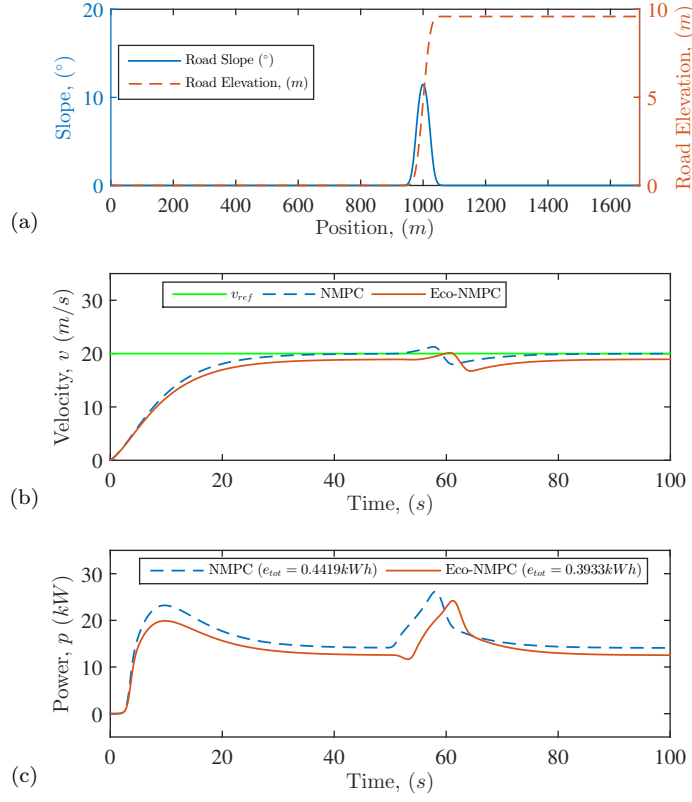 20
10
0
Slope, (°)
Road Slope (°)
Road Elevation, (m)
10
5
0
Road Elevation, (m)
0 200 400 600 800 1000 1200 1400 1600
(a)
Position, (m)
30
20
10
0
Velocity, v (m/s)
v_ref NMPC Eco-NMPC
0 20 40 60 80 100
(b)
Time, (s)
30
20
10
0
Power, p (kW)
NMPC (e_tot = 0.4419kWh) Eco-NMPC (e_tot = 0.3933kWh)
0 20 40 60 80 100
(c)
Time, (s)